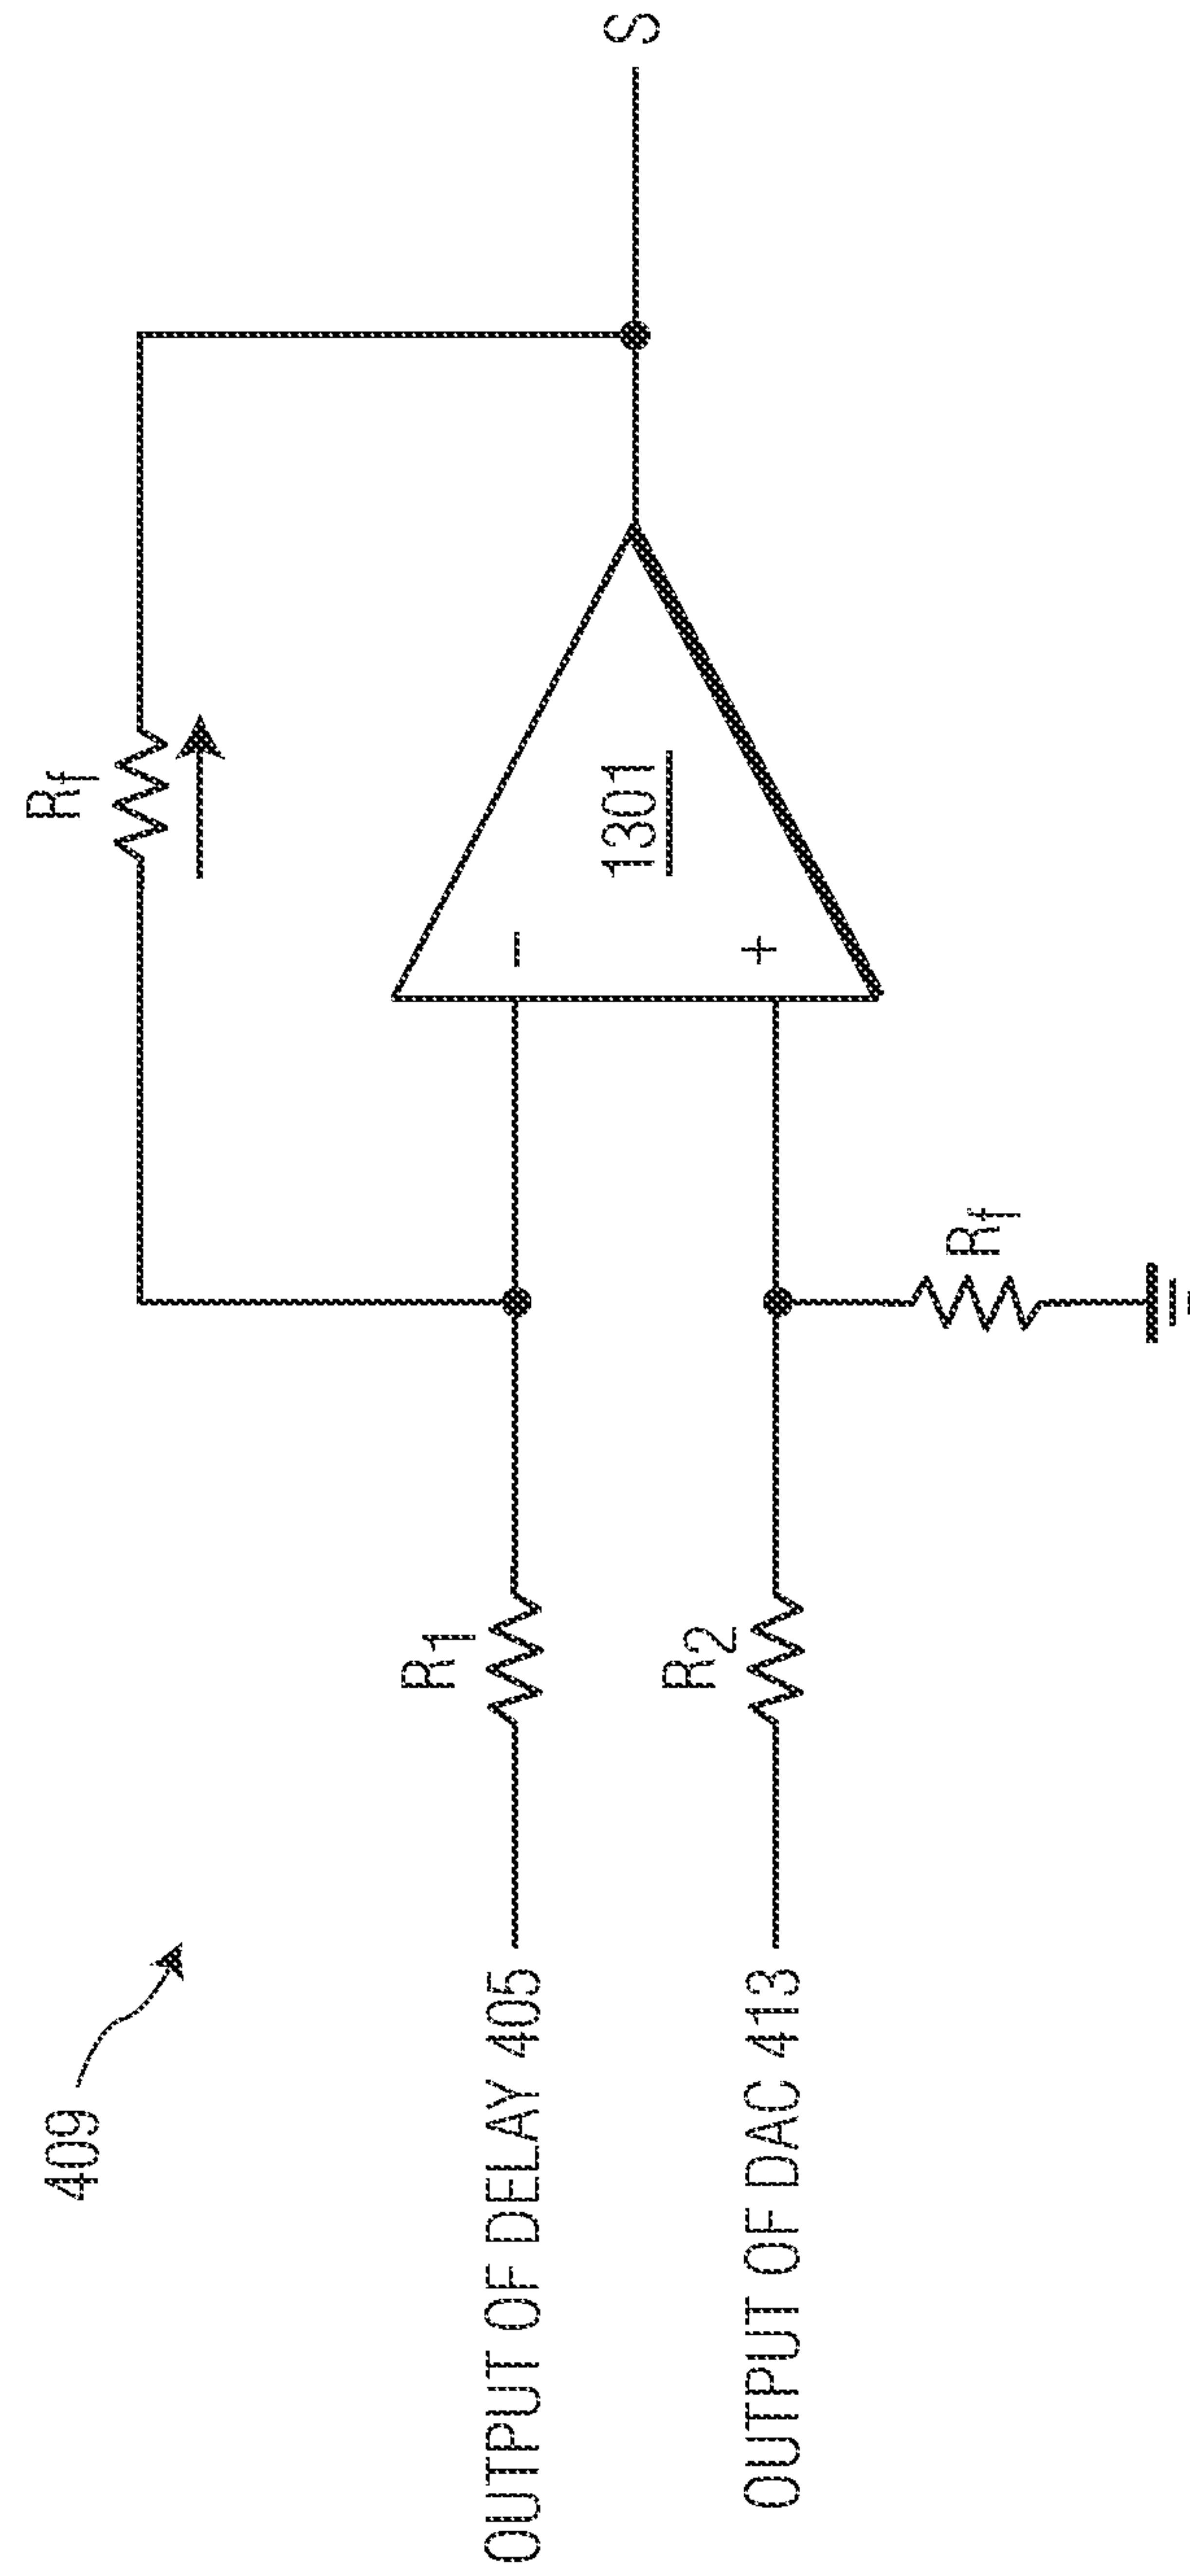 409
OUTPUT OF DELAY 405
R1
Rf
−
1301
S
OUTPUT OF DAC 413
R2
+
Rf